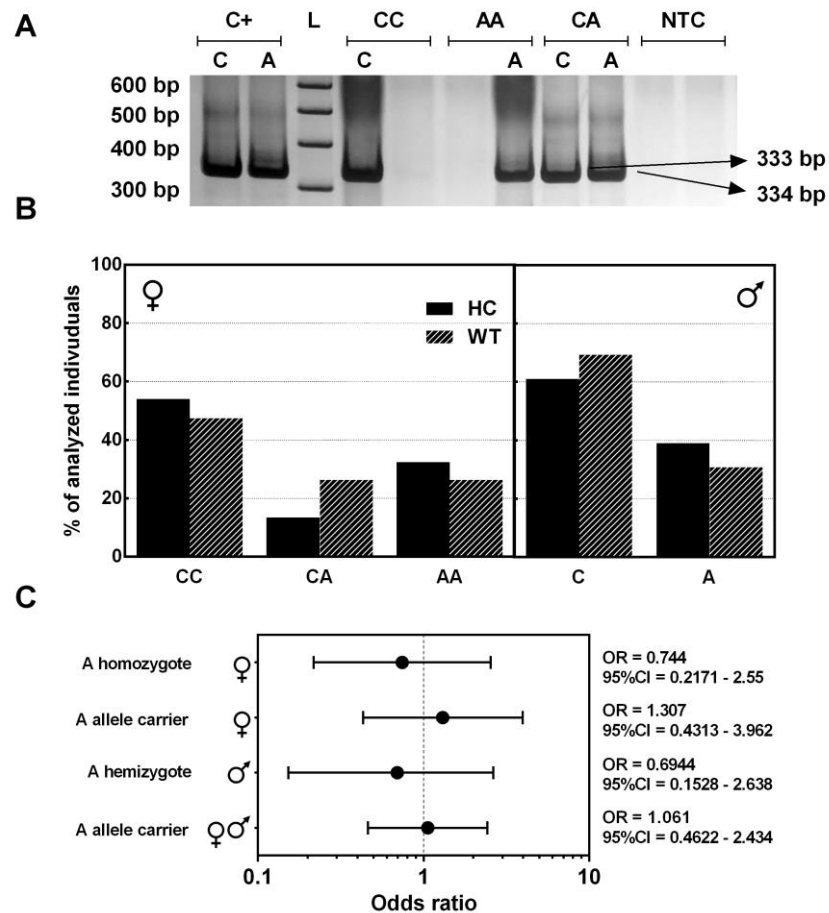 A
C+ L CC AA CA NTC
C A C A C A
600 bp
500 bp
400 bp
300 bp
333 bp
334 bp
B
% of analyzed indivuduals
100
80
60
40
20
0
♀
HC
WT
♂
CC CA AA C A
C
A homozygote ♀
OR = 0.744
95%CI = 0.2171 - 2.55
A allele carrier ♀
OR = 1.307
95%CI = 0.4313 - 3.962
A hemizygote ♂
OR = 0.6944
95%CI = 0.1528 - 2.638
A allele carrier ♀♂
OR = 1.061
95%CI = 0.4622 - 2.434
0.1 1 10
Odds ratio